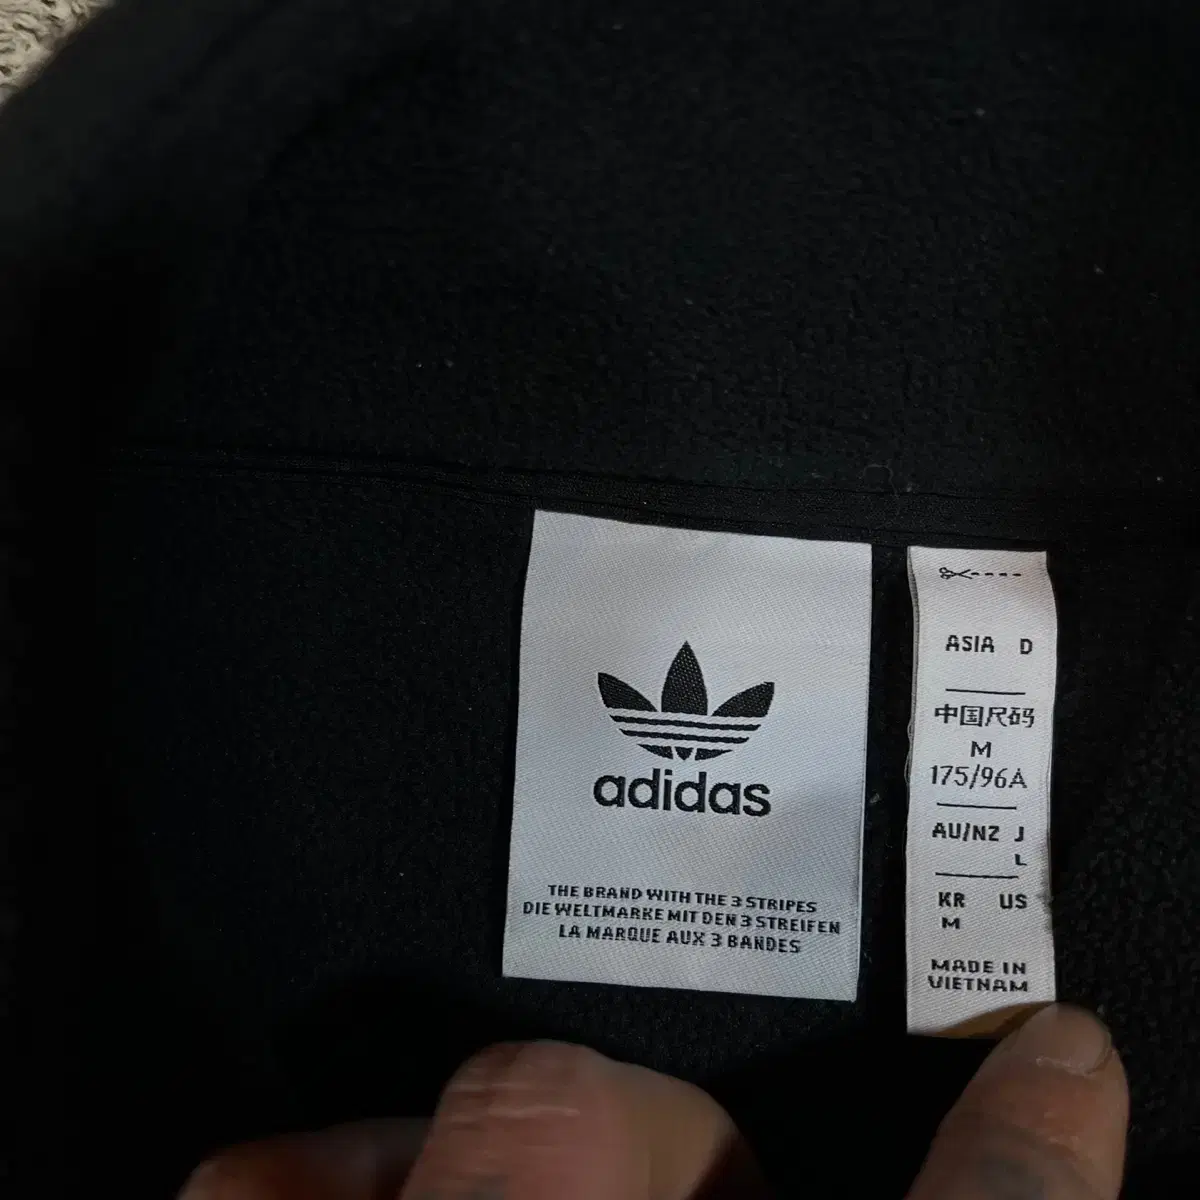 adidas
THE BRAND WITH THE 3 STRIPES
DIE WELTMARKE MIT DEN 3 STREIFEN
LA MARQUE AUX 3 BANDES
ASIA D
中国尺码
M
175/96A
AU/NZ J
L
KR US
M
MADE IN
VIETNAM